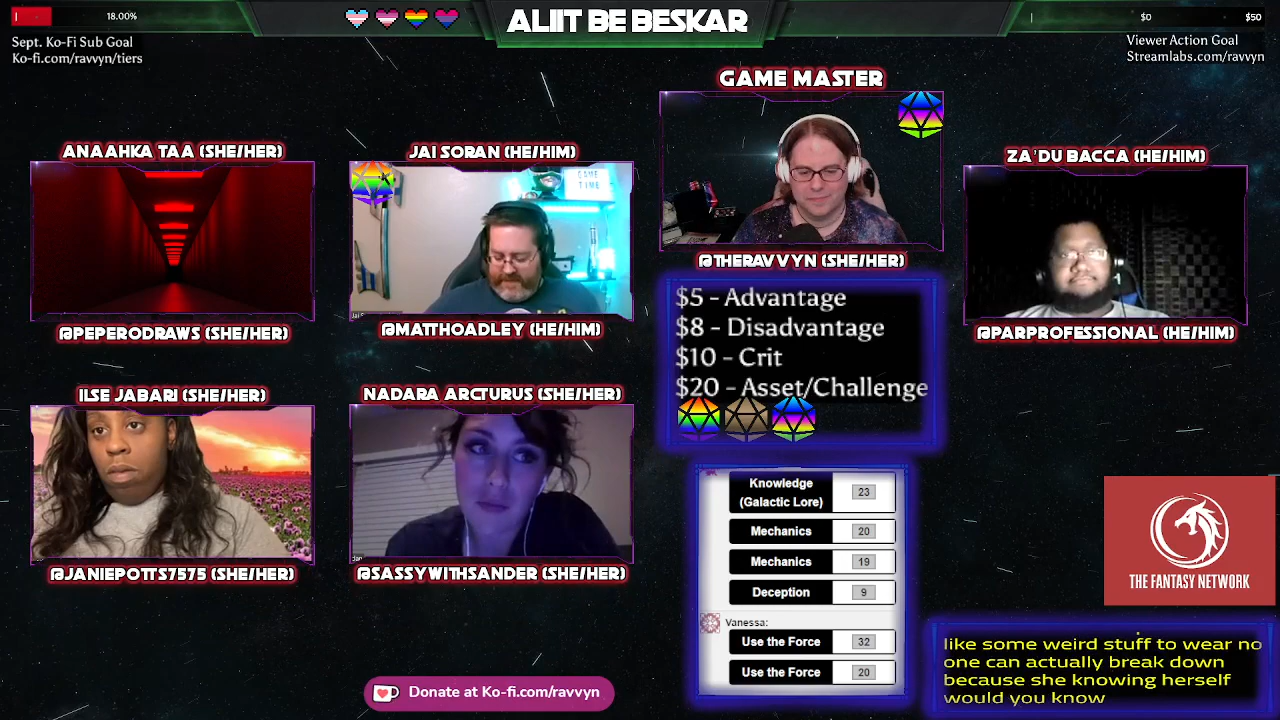 18.00%
ALIIT BE BESKAR
$0
$50
Sept. Ko-Fi Sub Goal
Ko-fi.com/ravvyn/tiers
Viewer Action Goal
Streamlabs.com/ravvyn
GAME MASTER
ANAAHKA TAA (SHE/HER)
JAI SORAN (HE/HIM)
ZA'DU BACCA (HE/HIM)
GAME
TIME
@THERAVVYN (SHE/HER)
@PEPERODRAWS (SHE/HER)
@MATTHOADLEY (HE/HIM)
@PARPROFESSIONAL (HE/HIM)
$5 - Advantage
$8 - Disadvantage
$10 - Crit
$20 - Asset/Challenge
ILSE JABARI (SHE/HER)
NADARA ARCTURUS (SHE/HER)
@JANIEPOTTS7575 (SHE/HER)
@SASSYWITHSANDER (SHE/HER)
Knowledge
(Galactic Lore) 23
Mechanics 20
Mechanics 19
Deception 9
Vanessa:
Use the Force 32
Use the Force 20
THE FANTASY NETWORK
like some weird stuff to wear no
one can actually break down
because she knowing herself
would you know
Donate at Ko-fi.com/ravvyn